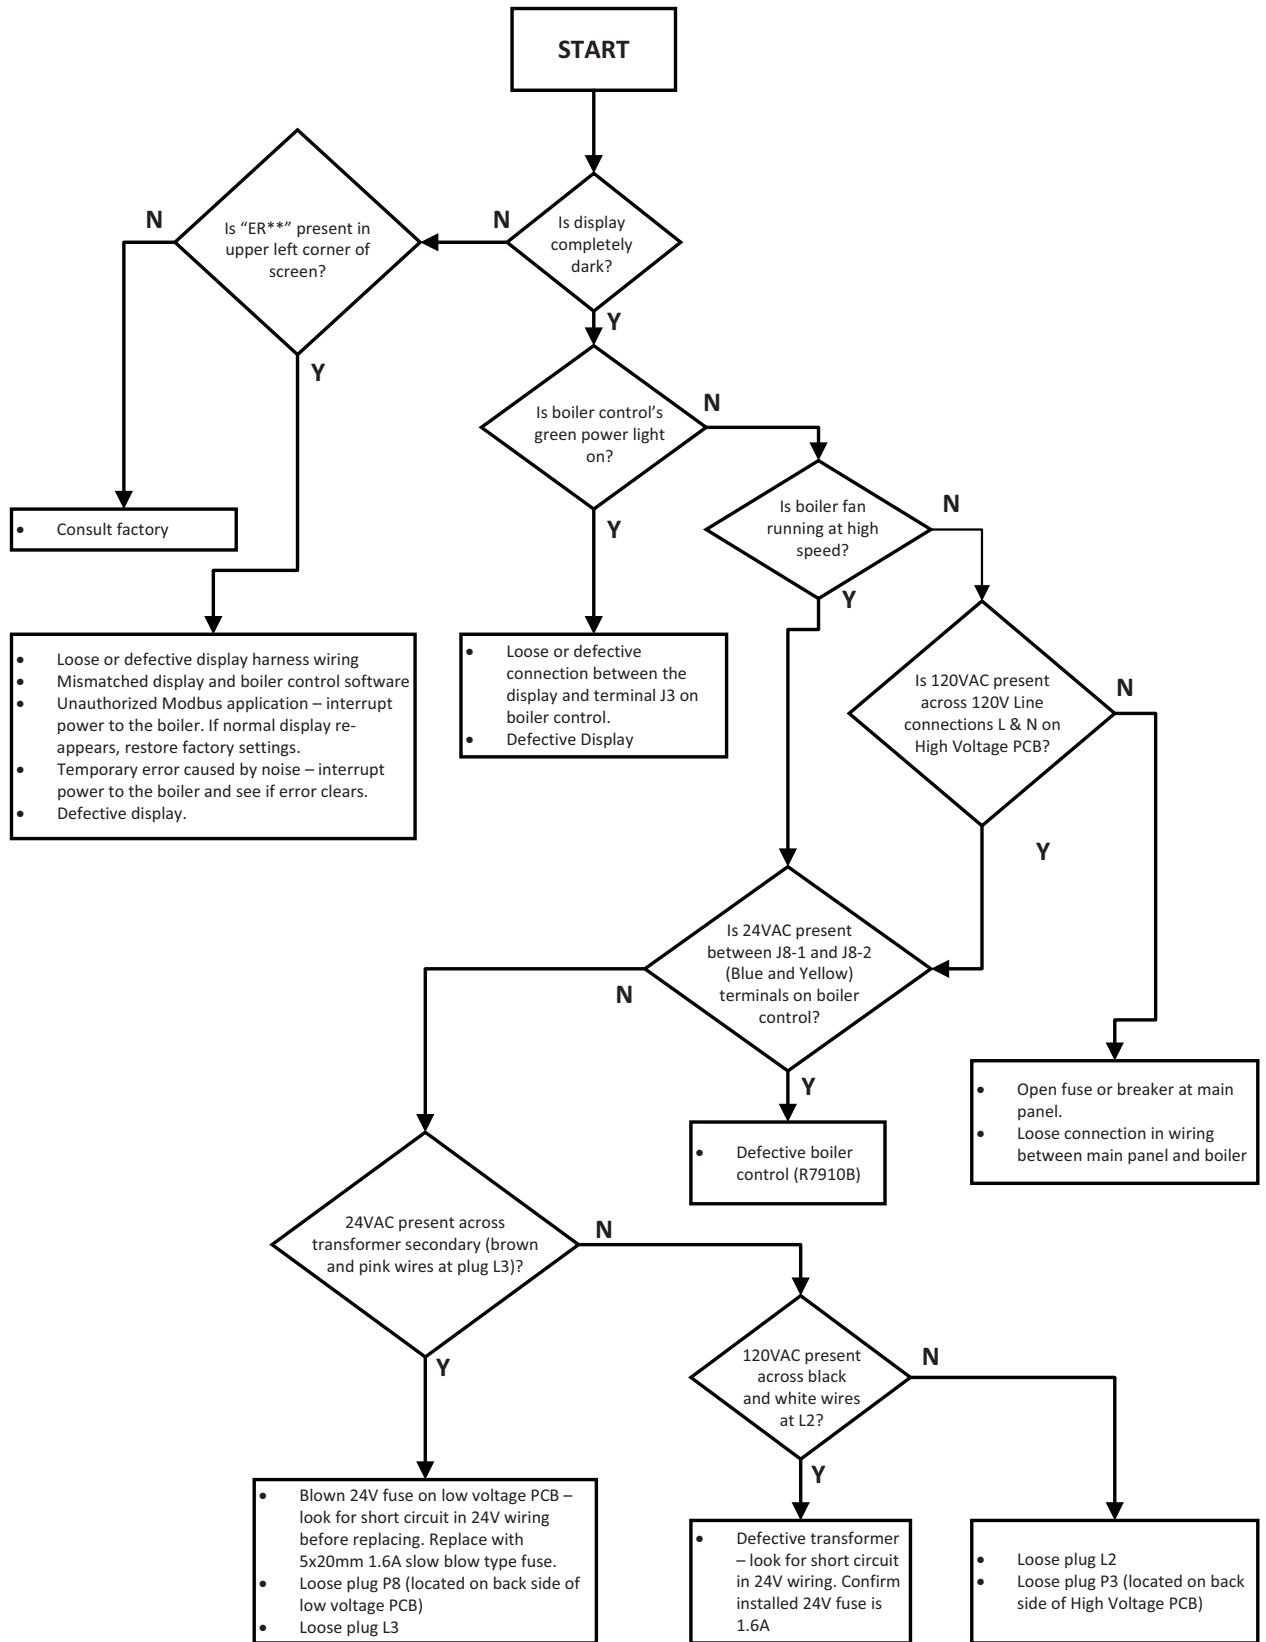 START
Is display
completely
dark?
N
Y
Is “ER**” present in
upper left corner of
screen?
N
Y
Is boiler control’s
green power light
on?
N
Y
Is boiler fan
running at high
speed?
N
Y
• Consult factory
• Loose or defective display harness wiring
• Mismatched display and boiler control software
• Unauthorized Modbus application – interrupt
power to the boiler. If normal display re-
appears, restore factory settings.
• Temporary error caused by noise – interrupt
power to the boiler and see if error clears.
• Defective display.
• Loose or defective
connection between the
display and terminal J3 on
boiler control.
• Defective Display
Is 120VAC present
across 120V Line
connections L & N on
High Voltage PCB?
N
Y
Is 24VAC present
between J8-1 and J8-2
(Blue and Yellow)
terminals on boiler
control?
N
Y
• Open fuse or breaker at main
panel.
• Loose connection in wiring
between main panel and boiler
• Defective boiler
control (R7910B)
24VAC present across
transformer secondary (brown
and pink wires at plug L3)?
N
Y
120VAC present
across black
and white wires
at L2?
N
Y
• Blown 24V fuse on low voltage PCB –
look for short circuit in 24V wiring
before replacing. Replace with
5x20mm 1.6A slow blow type fuse.
• Loose plug P8 (located on back side of
low voltage PCB)
• Loose plug L3
• Defective transformer
– look for short circuit
in 24V wiring. Confirm
installed 24V fuse is
1.6A
• Loose plug L2
• Loose plug P3 (located on back
side of High Voltage PCB)